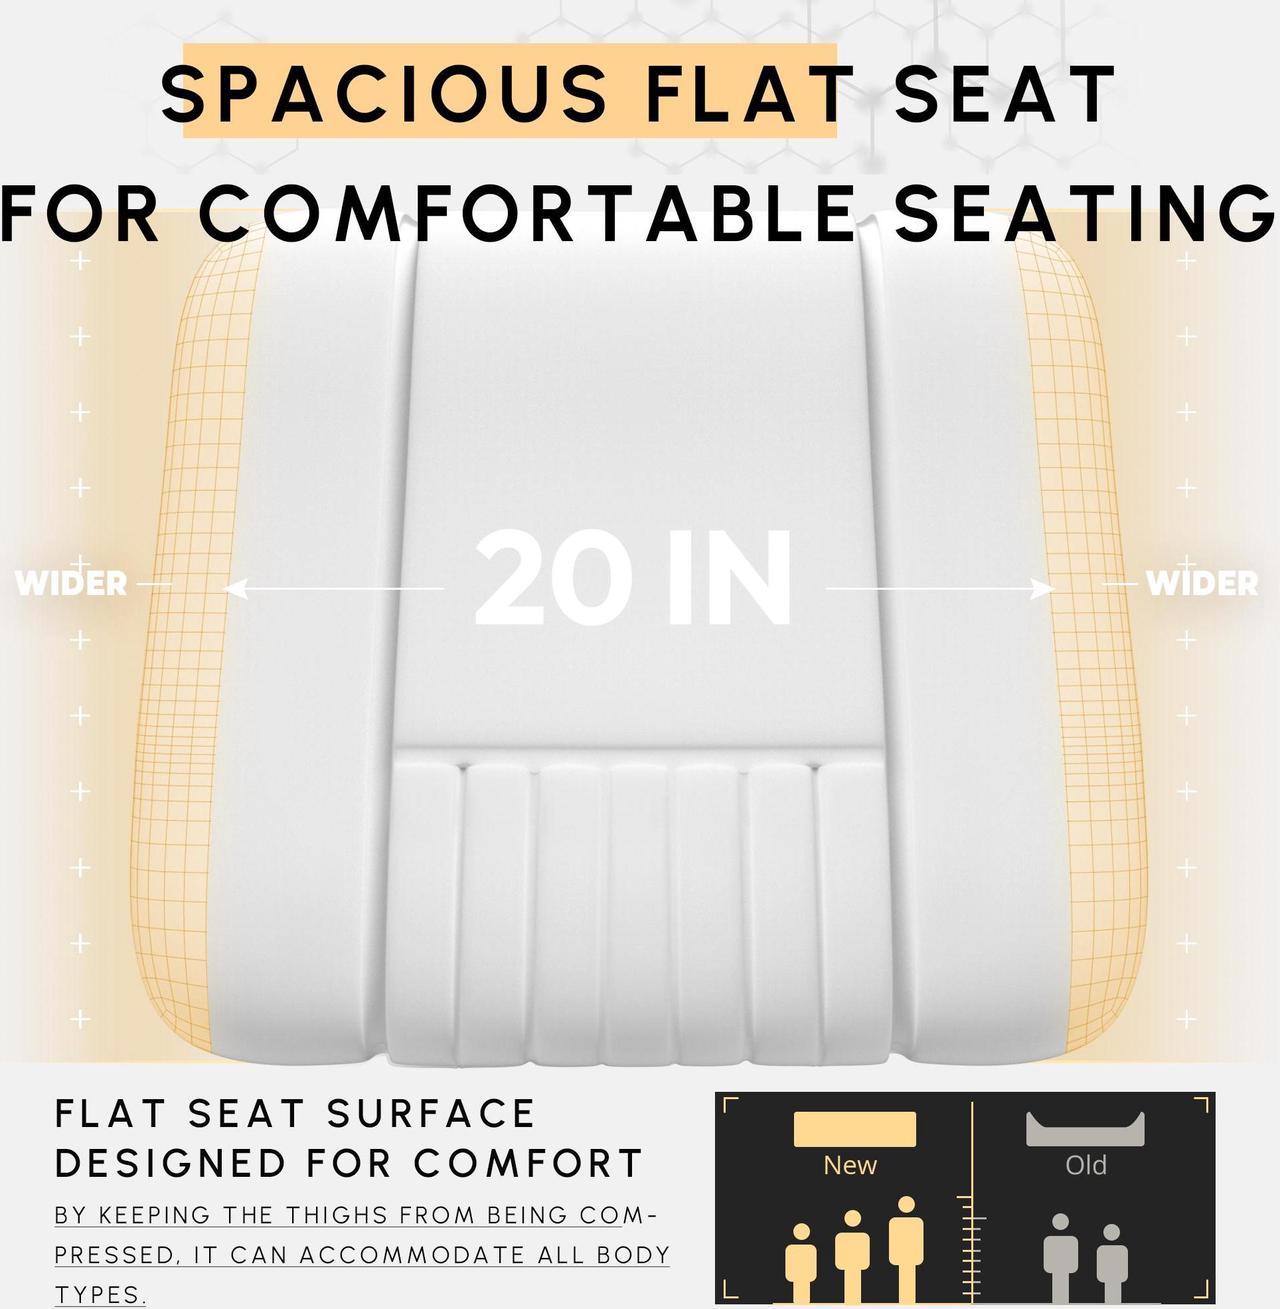 SPACIOUS FLAT SEAT
FOR COMFORTABLE SEATING
WIDER
20 IN
WIDER
FLAT SEAT SURFACE
DESIGNED FOR COMFORT
BY KEEPING THE THIGHS FROM BEING COM-
PRESSED, IT CAN ACCOMMODATE ALL BODY
TYPES.
New
Old